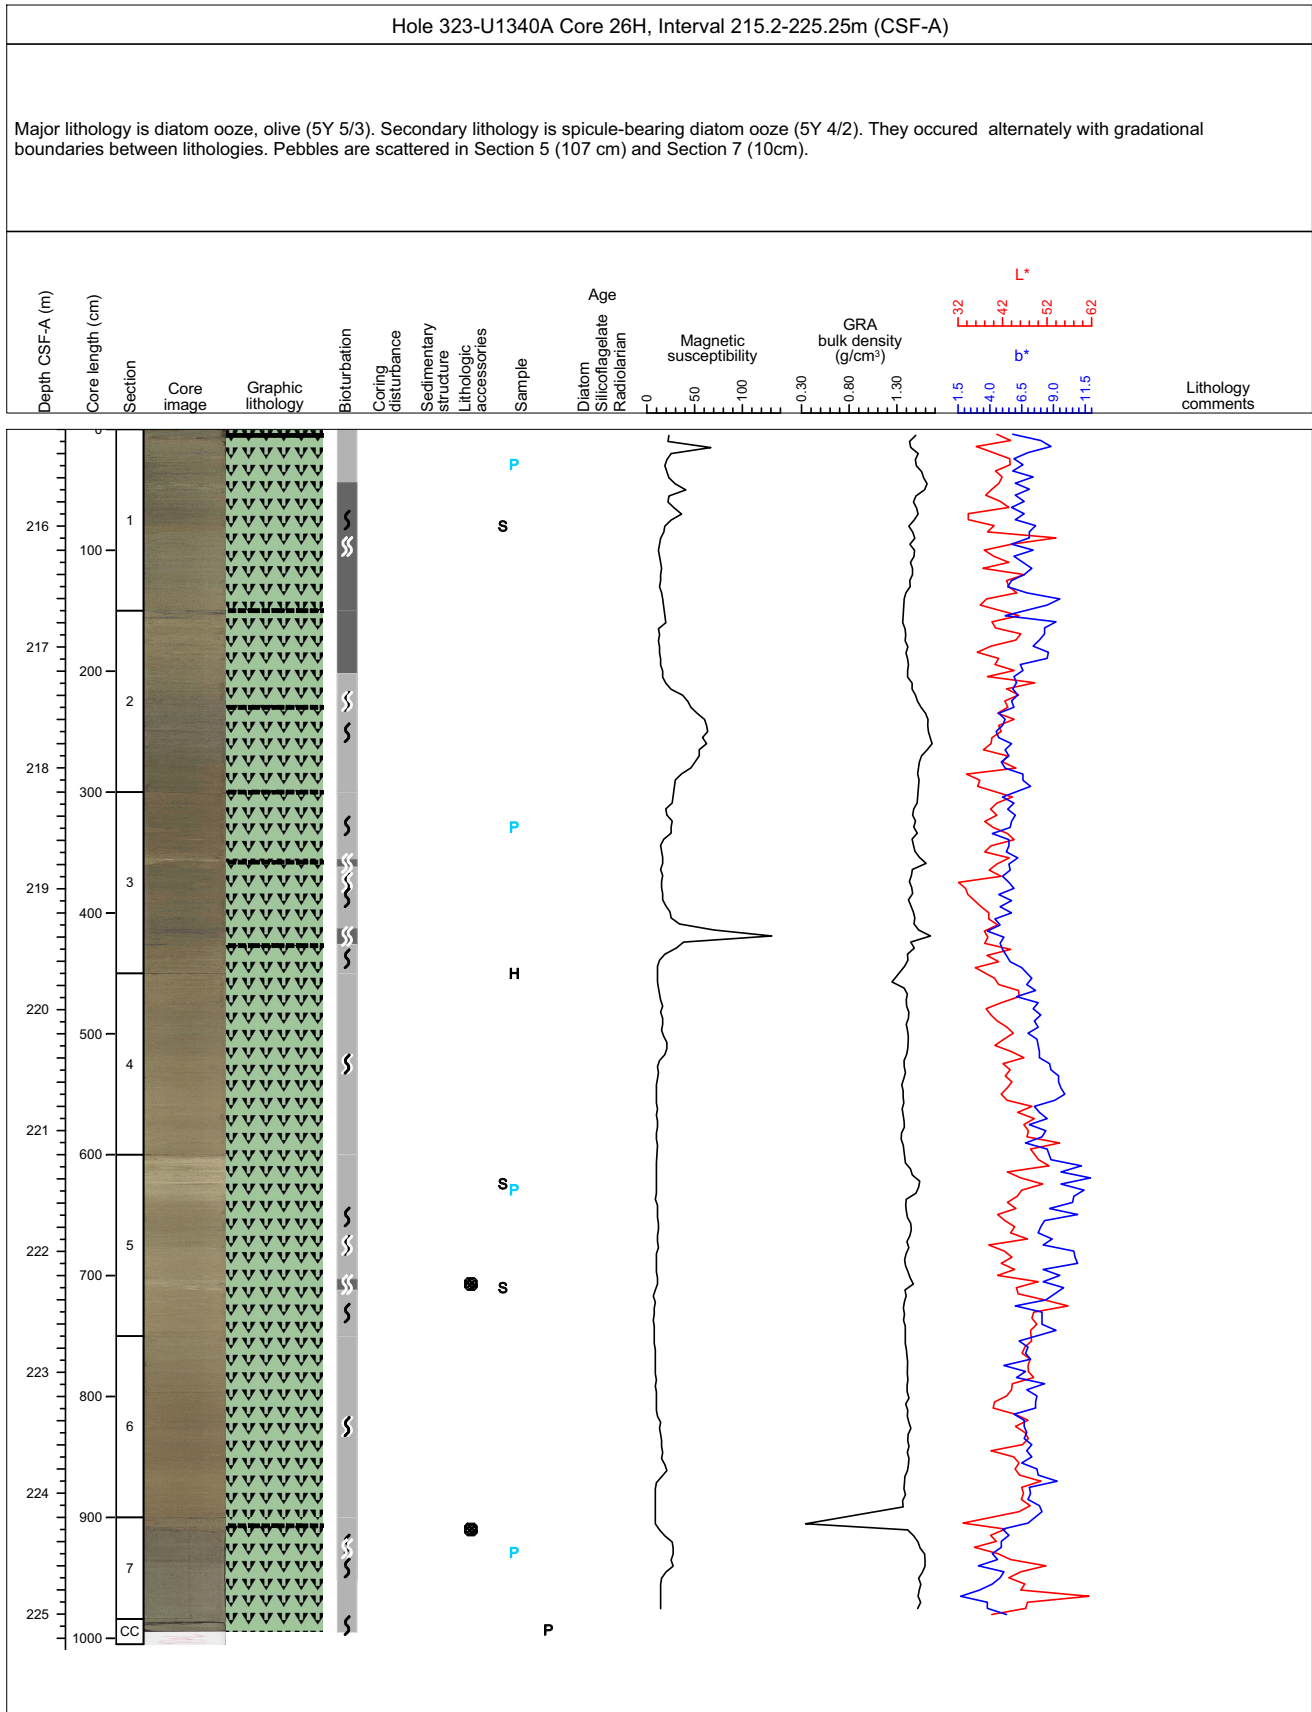 Hole 323-U1340A Core 26H, Interval 215.2-225.25m (CSF-A)
Major lithology is diatom ooze, olive (5Y 5/3). Secondary lithology is spicule-bearing diatom ooze (5Y 4/2). They occured alternately with gradational
boundaries between lithologies. Pebbles are scattered in Section 5 (107 cm) and Section 7 (10cm).
Depth CSF-A (m)
Core length (cm)
Section
Core
image
Graphic
lithology
Bioturbation
Coring
disturbance
Sedimentary
structure
Lithologic
accessories
Sample
Age
Diatom
Silicoflagelate
Radiolarian
Magnetic
susceptibility
0 50 100
GRA
bulk density
(g/cm³)
0.30 0.80 1.30
L*
32 42 52 62
b*
1.5 4.0 6.5 9.0 11.5
Lithology
comments
0
P
1
S
216
100
217
200
2
218
300
P
3
219
400
H
220
500
4
221
600
S
P
5
222
700
S
223
800
6
224
900
P
7
225
CC
P
1000